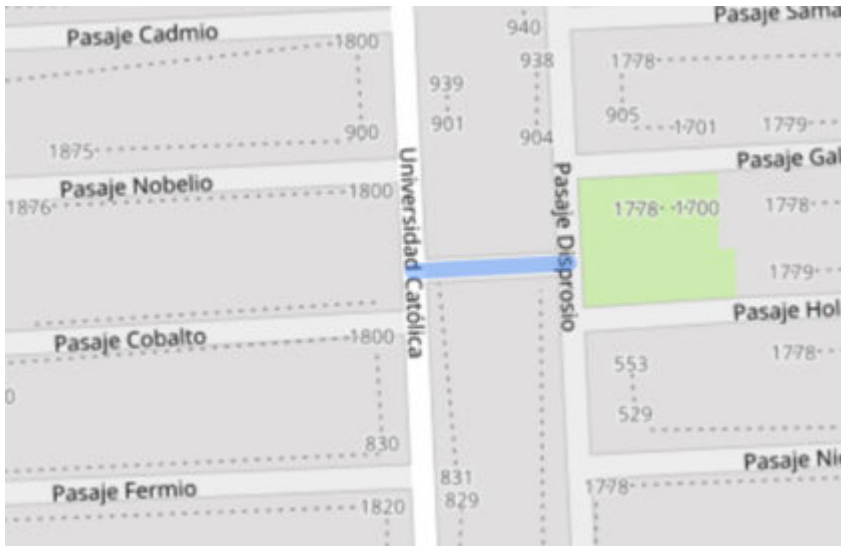 Pasaje Cadmio
1800
940
Pasaje Sama
939
938
1778
901
904
905
1701
1779
1875
900
Pasaje Nobelio
1800
1876
Universidad Católica
Pasaje Disprosio
Pasaje Gal
1778
1700
1778
1779
Pasaje Hol
Pasaje Cobalto
1800
0
553
1778
529
830
831
829
Pasaje Fermio
1820
1778
Pasaje Nic